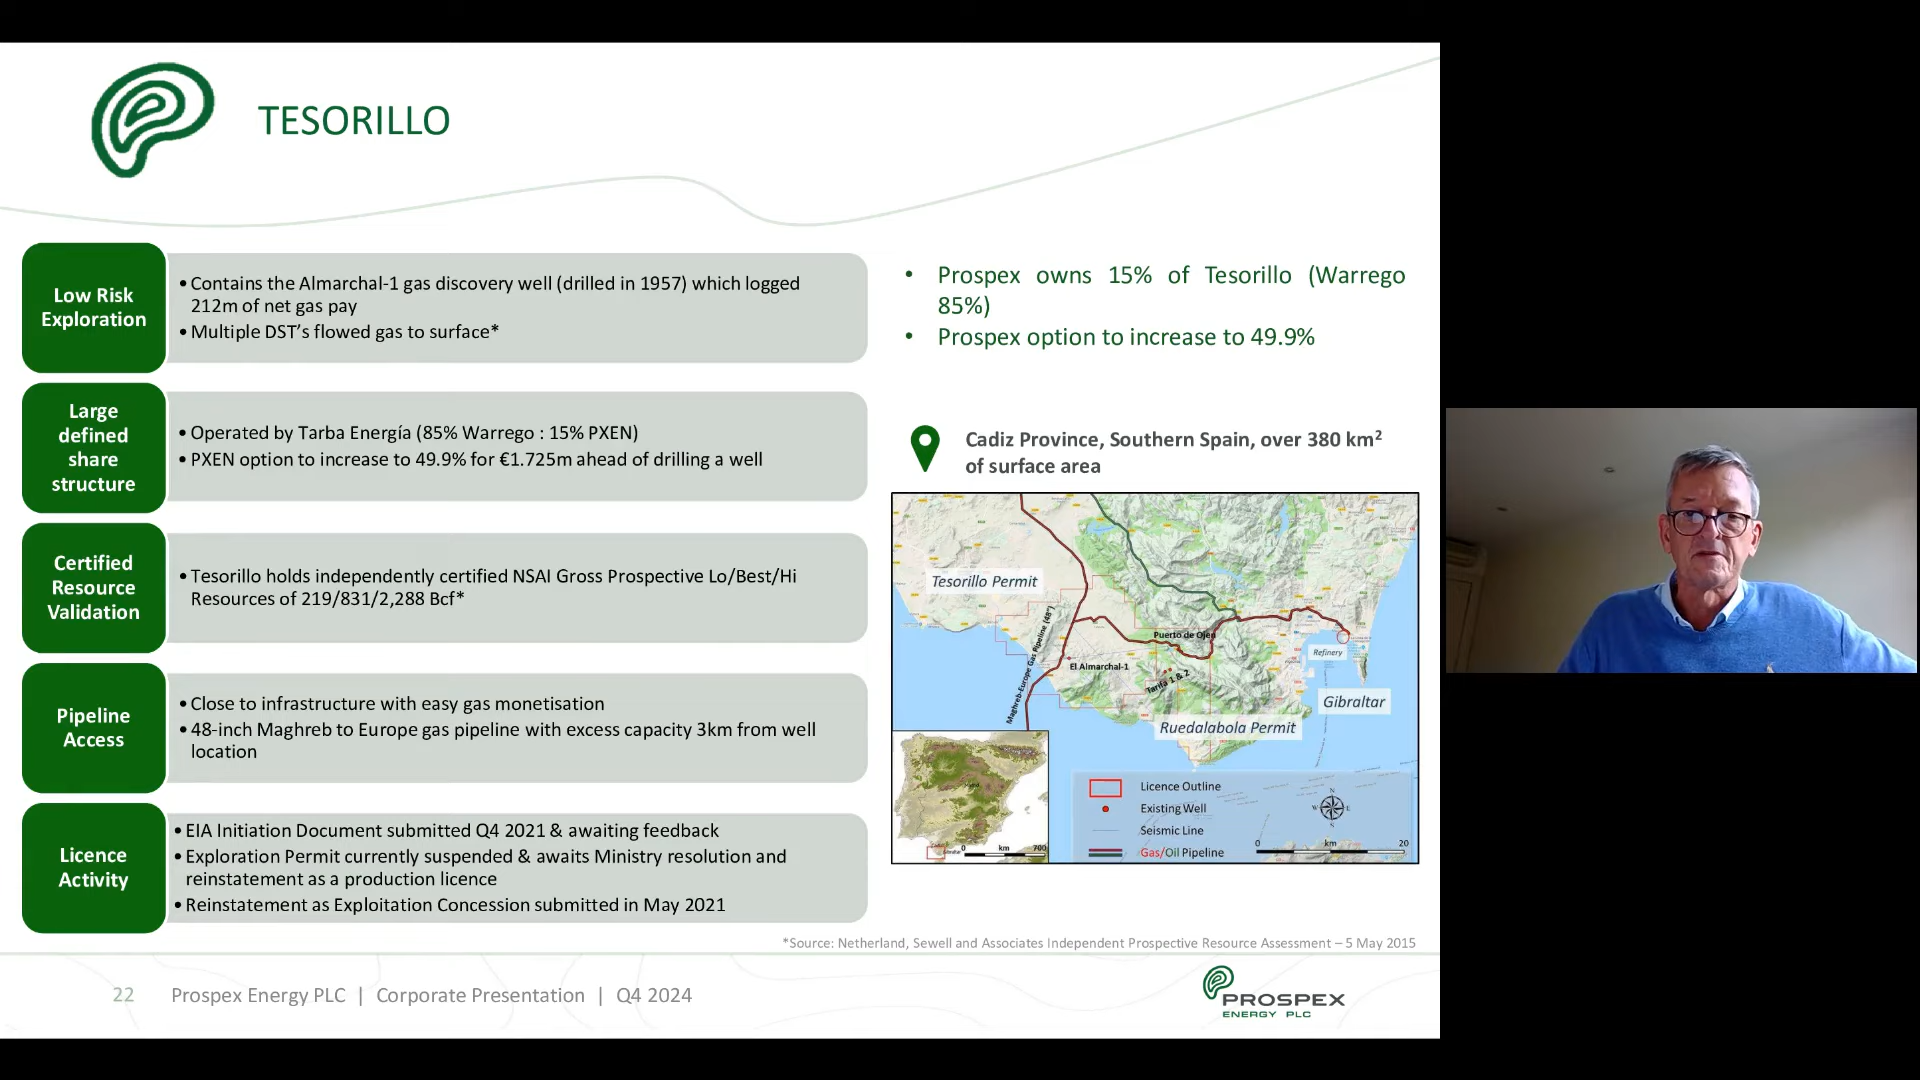 TESORILLO
Low Risk
Exploration
• Contains the Almarchal-1 gas discovery well (drilled in 1957) which logged
212m of net gas pay
• Multiple DST's flowed gas to surface*
Large
defined
share
structure
• Operated by Tarba Energía (85% Warrego : 15% PXEN)
• PXEN option to increase to 49.9% for €1.725m ahead of drilling a well
Certified
Resource
Validation
• Tesorillo holds independently certified NSAI Gross Prospective Lo/Best/Hi
Resources of 219/831/2,288 Bcf*
Pipeline
Access
• Close to infrastructure with easy gas monetisation
• 48-inch Maghreb to Europe gas pipeline with excess capacity 3km from well
location
Licence
Activity
• EIA Initiation Document submitted Q4 2021 & awaiting feedback
• Exploration Permit currently suspended & awaits Ministry resolution and
reinstatement as a production licence
• Reinstatement as Exploitation Concession submitted in May 2021
• Prospex owns 15% of Tesorillo (Warrego
85%)
• Prospex option to increase to 49.9%
Cadiz Province, Southern Spain, over 380 km²
of surface area
Tesorillo Permit
Maghreb-Europe Gas Pipeline (48")
Puerto de Ojen
El Almarchal-1
Tarifa 1 & 2
Refinery
Gibraltar
Ruedalabola Permit
Licence Outline
Existing Well
Seismic Line
Gas/Oil Pipeline
N
W E
S
0 km 20
0 km 700
*Source: Netherland, Sewell and Associates Independent Prospective Resource Assessment – 5 May 2015
22 Prospex Energy PLC | Corporate Presentation | Q4 2024
PROSPEX
ENERGY PLC